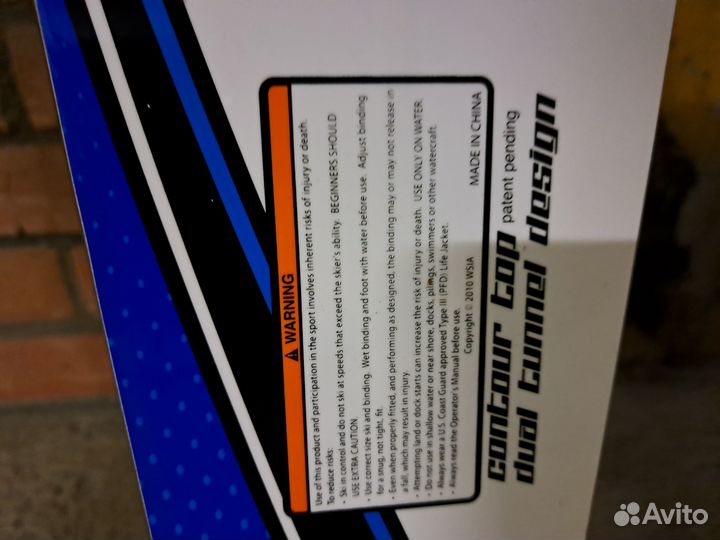 ⚠ WARNING
Use of this product and participation in the sport involves inherent risks of injury or death.
To reduce risks:
• Ski in control and do not ski at speeds that exceed the skier's ability. BEGINNERS SHOULD
USE EXTRA CAUTION.
• Use correct size ski and binding. Wet binding and foot with water before use. Adjust binding
for a snug, not tight, fit.
• Even when properly fitted, and performing as designed, the binding may or may not release in
a fall, which may result in injury.
• Attempting land or dock starts can increase the risk of injury or death. USE ONLY ON WATER.
• Do not use in shallow water or near shore, docks, pilings, swimmers or other watercraft.
• Always wear a U.S. Coast Guard approved Type III (PFD) Life Jacket.
• Always read the Operator's Manual before use.
Copyright © 2010 WSIA
MADE IN CHINA
contour top patent pending
dual tunnel design
Avito